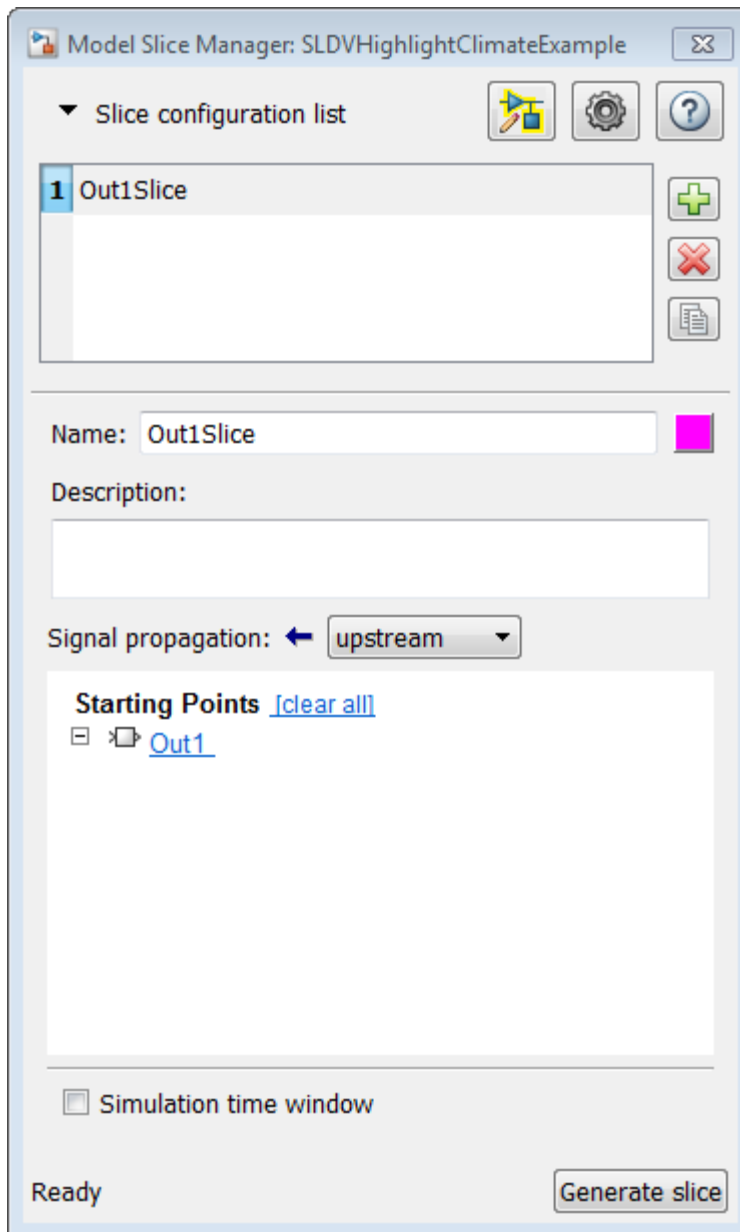 Model Slice Manager: SLDVHighlightClimateExample
Slice configuration list
1 Out1Slice
Name: Out1Slice
Description:
Signal propagation: upstream
Starting Points [clear all]
Out1
Simulation time window
Ready Generate slice